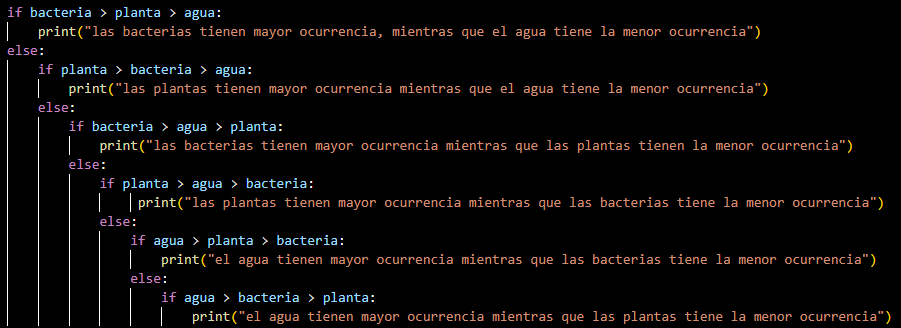 if bacteria > planta > agua:
print("las bacterias tienen mayor ocurrencia, mientras que el agua tiene la menor ocurrencia")
else:
if planta > bacteria > agua:
print("las plantas tienen mayor ocurrencia mientras que el agua tiene la menor ocurrencia")
else:
if bacteria > agua > planta:
print("las bacterias tienen mayor ocurrencia mientras que las plantas tienen la menor ocurrencia")
else:
if planta > agua > bacteria:
print("las plantas tienen mayor ocurrencia mientras que las bacterias tiene la menor ocurrencia")
else:
if agua > planta > bacteria:
print("el agua tienen mayor ocurrencia mientras que las bacterias tiene la menor ocurrencia")
else:
if agua > bacteria > planta:
print("el agua tienen mayor ocurrencia mientras que las plantas tiene la menor ocurrencia")